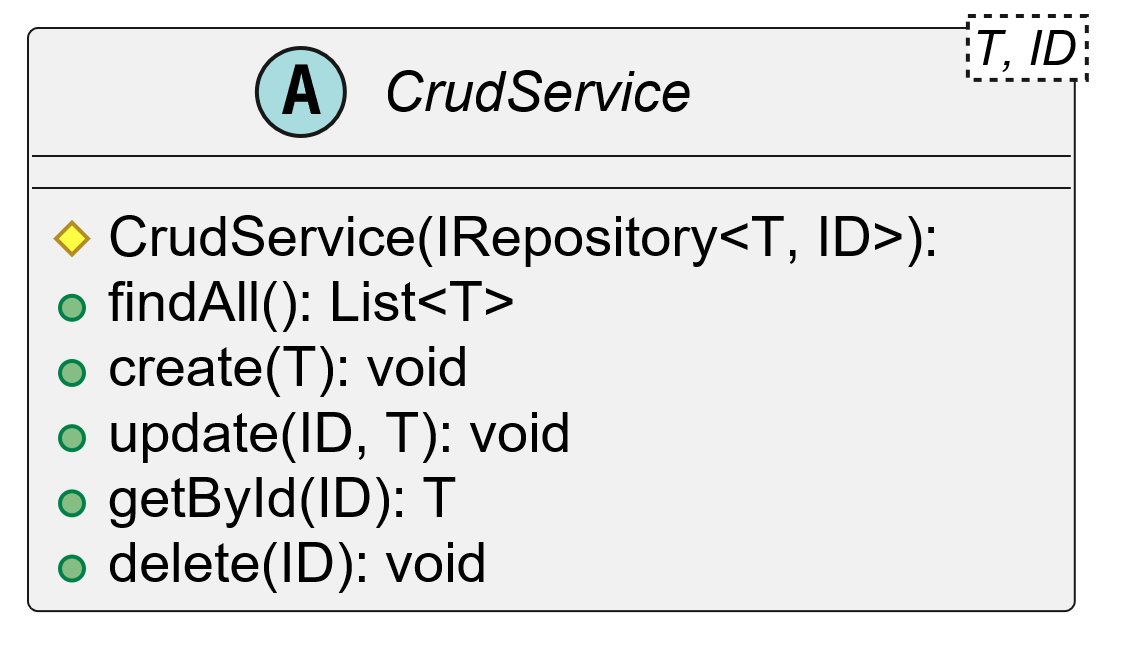 T, ID
A CrudService
CrudService(IRepository<T, ID>):
findAll(): List<T>
create(T): void
update(ID, T): void
getById(ID): T
delete(ID): void